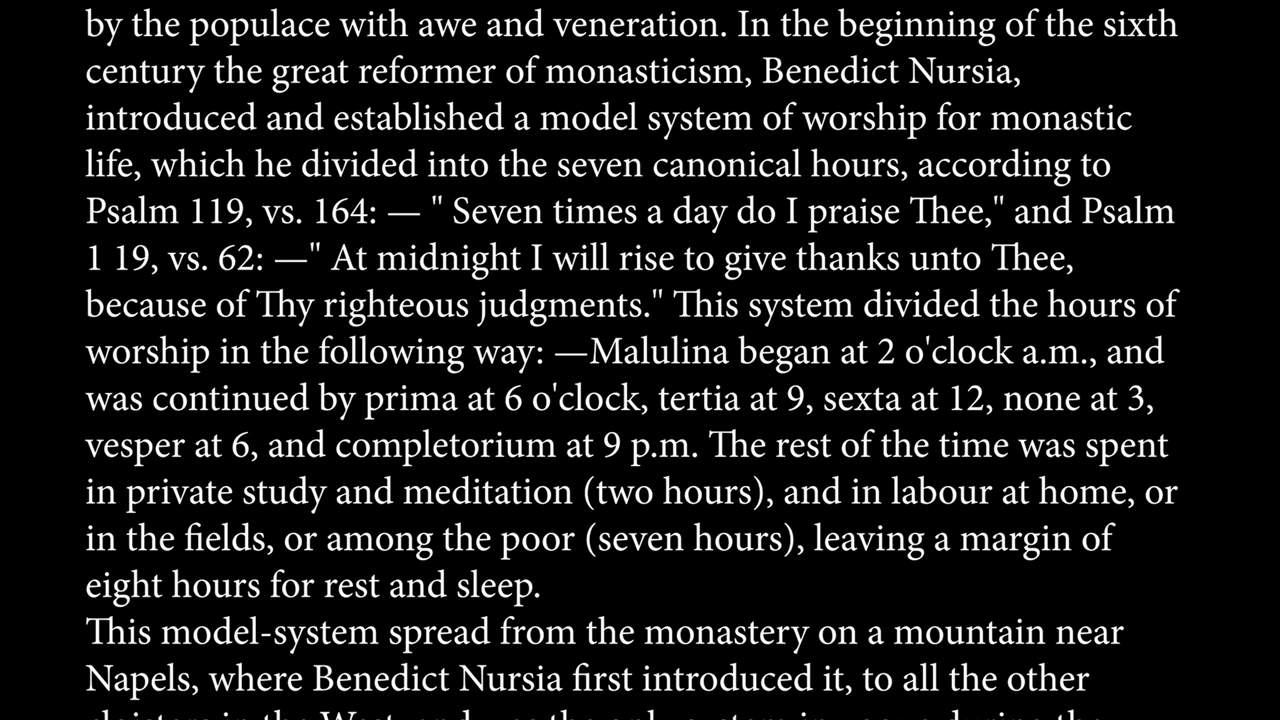 by the populace with awe and veneration. In the beginning of the sixth
century the great reformer of monasticism, Benedict Nursia,
introduced and established a model system of worship for monastic
life, which he divided into the seven canonical hours, according to
Psalm 119, vs. 164: — " Seven times a day do I praise Thee," and Psalm
1 19, vs. 62: —" At midnight I will rise to give thanks unto Thee,
because of Thy righteous judgments." This system divided the hours of
worship in the following way: —Malulina began at 2 o'clock a.m., and
was continued by prima at 6 o'clock, tertia at 9, sexta at 12, none at 3,
vesper at 6, and completorium at 9 p.m. The rest of the time was spent
in private study and meditation (two hours), and in labour at home, or
in the fields, or among the poor (seven hours), leaving a margin of
eight hours for rest and sleep.
This model-system spread from the monastery on a mountain near
Napels, where Benedict Nursia first introduced it, to all the other